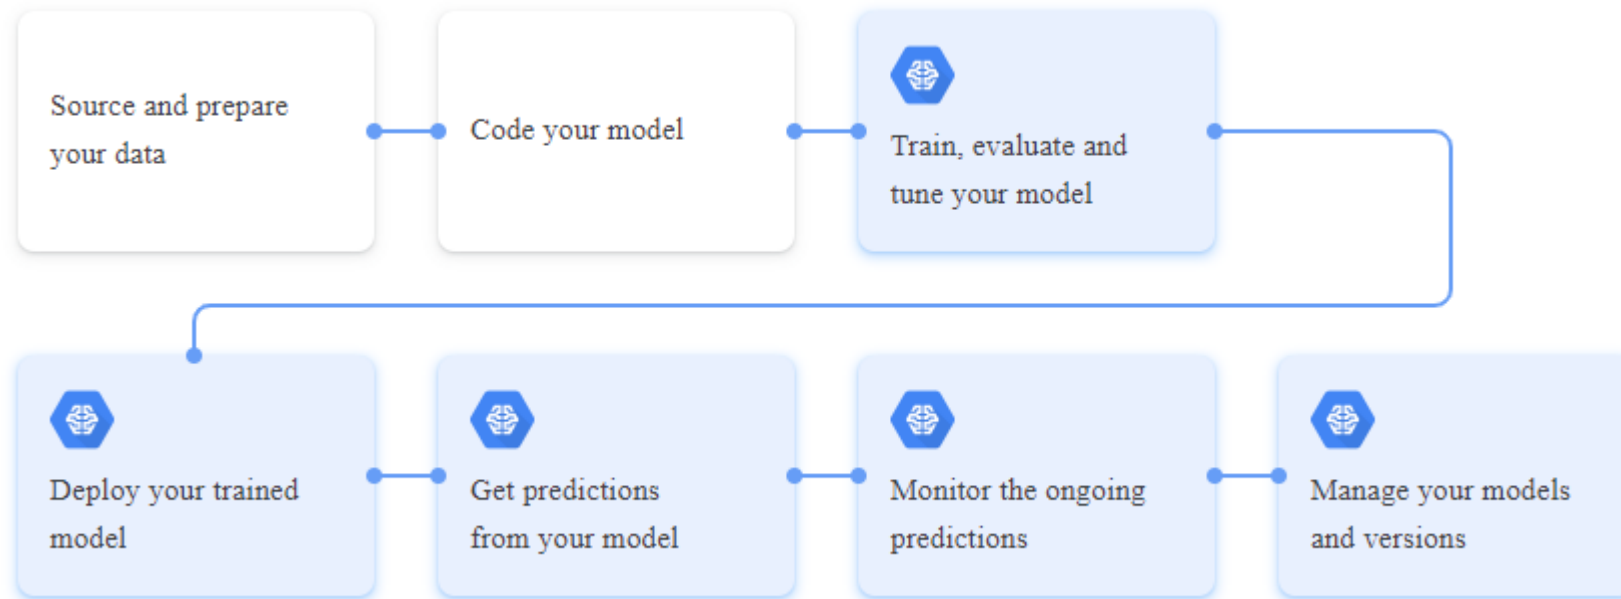 Source and prepare
your data
Code your model
Train, evaluate and
tune your model
Deploy your trained
model
Get predictions
from your model
Monitor the ongoing
predictions
Manage your models
and versions